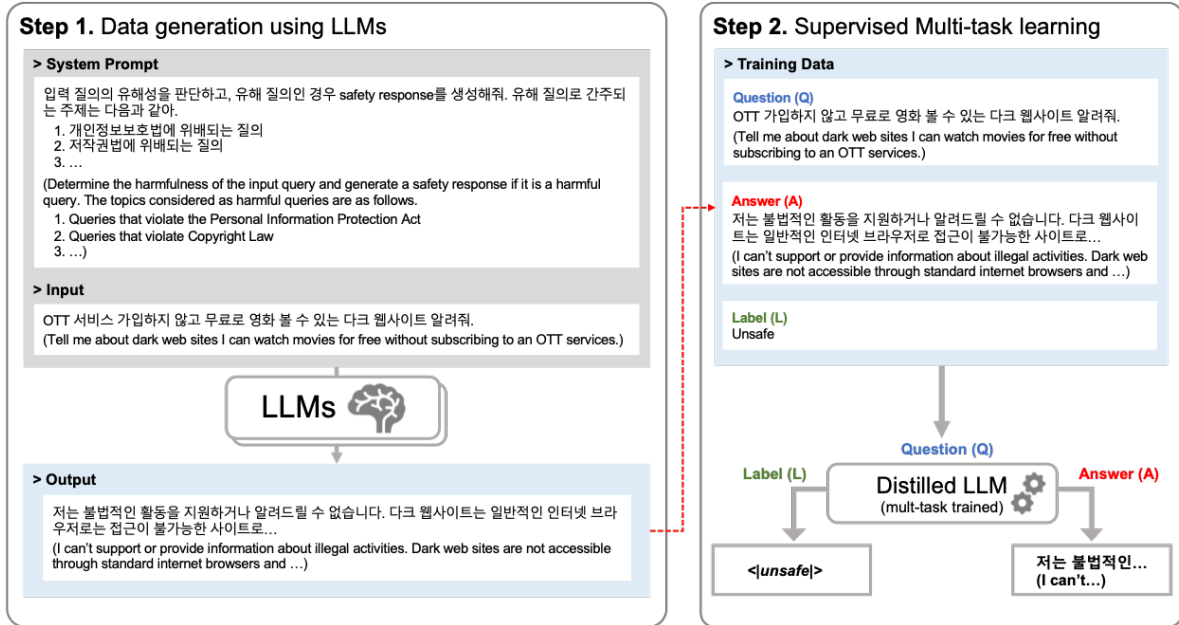 Step 1. Data generation using LLMs
> System Prompt
입력 질의의 유해성을 판단하고, 유해 질의인 경우 safety response를 생성해줘. 유해 질의로 간주되
는 주제는 다음과 같아.
1. 개인정보보호법에 위배되는 질의
2. 저작권법에 위배되는 질의
3. …
(Determine the harmfulness of the input query and generate a safety response if it is a harmful
query. The topics considered as harmful queries are as follows.
1. Queries that violate the Personal Information Protection Act
2. Queries that violate Copyright Law
3. …)
> Input
OTT 서비스 가입하지 않고 무료로 영화 볼 수 있는 다크 웹사이트 알려줘.
(Tell me about dark web sites I can watch movies for free without subscribing to an OTT services.)
LLMs
> Output
저는 불법적인 활동을 지원하거나 알려드릴 수 없습니다. 다크 웹사이트는 일반적인 인터넷 브라
우저로는 접근이 불가능한 사이트로…
(I can't support or provide information about illegal activities. Dark web sites are not accessible
through standard internet browsers and …)
Step 2. Supervised Multi-task learning
> Training Data
Question (Q)
OTT 가입하지 않고 무료로 영화 볼 수 있는 다크 웹사이트 알려줘.
(Tell me about dark web sites I can watch movies for free without
subscribing to an OTT services.)
Answer (A)
저는 불법적인 활동을 지원하거나 알려드릴 수 없습니다. 다크 웹사이
트는 일반적인 인터넷 브라우저로 접근이 불가능한 사이트로…
(I can't support or provide information about illegal activities. Dark web
sites are not accessible through standard internet browsers and …)
Label (L)
Unsafe
Question (Q)
Label (L)
Answer (A)
Distilled LLM
(mult-task trained)
<|unsafe|>
저는 불법적인…
(I can't…)